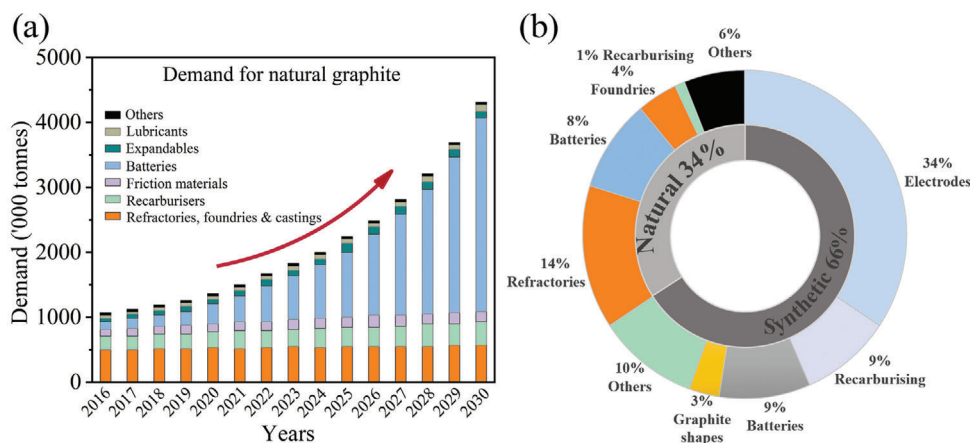 (a)
Demand for natural graphite
Others
Lubricants
Expandables
Batteries
Friction materials
Recarburisers
Refractories, foundries & castings
Demand ('000 tonnes)
5000
4000
3000
2000
1000
0
2016
2017
2018
2019
2020
2021
2022
2023
2024
2025
2026
2027
2028
2029
2030
Years
(b)
6%
Others
1% Recarburising
4%
Foundries
8%
Batteries
14%
Refractories
10%
Others
3%
Graphite
shapes
9%
Batteries
9%
Recarburising
34%
Electrodes
Natural 34%
Synthetic 66%